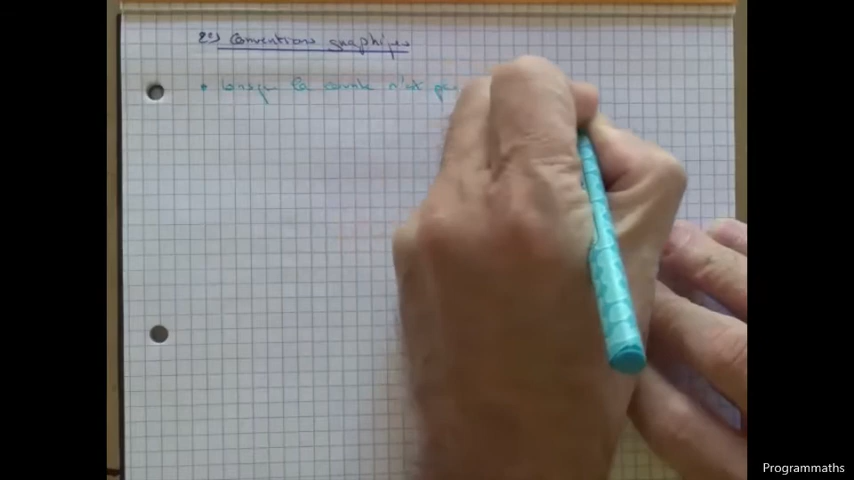 2°) Conventions graphiques
• Lorsque la courbe n'est pas
Programmaths